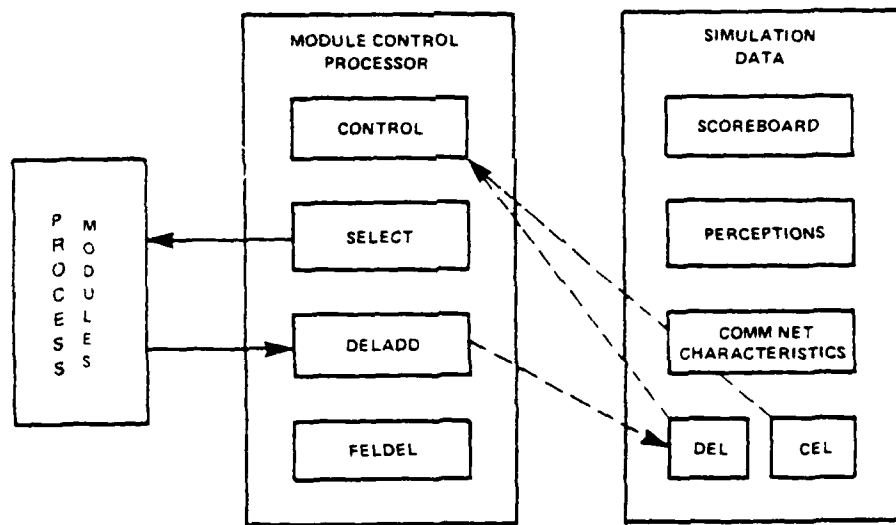 PROCESS
MODULES
MODULE CONTROL
PROCESSOR
CONTROL
SELECT
DELADD
FELDEL
SIMULATION
DATA
SCOREBOARD
PERCEPTIONS
COMM NET
CHARACTERISTICS
DEL
CEL